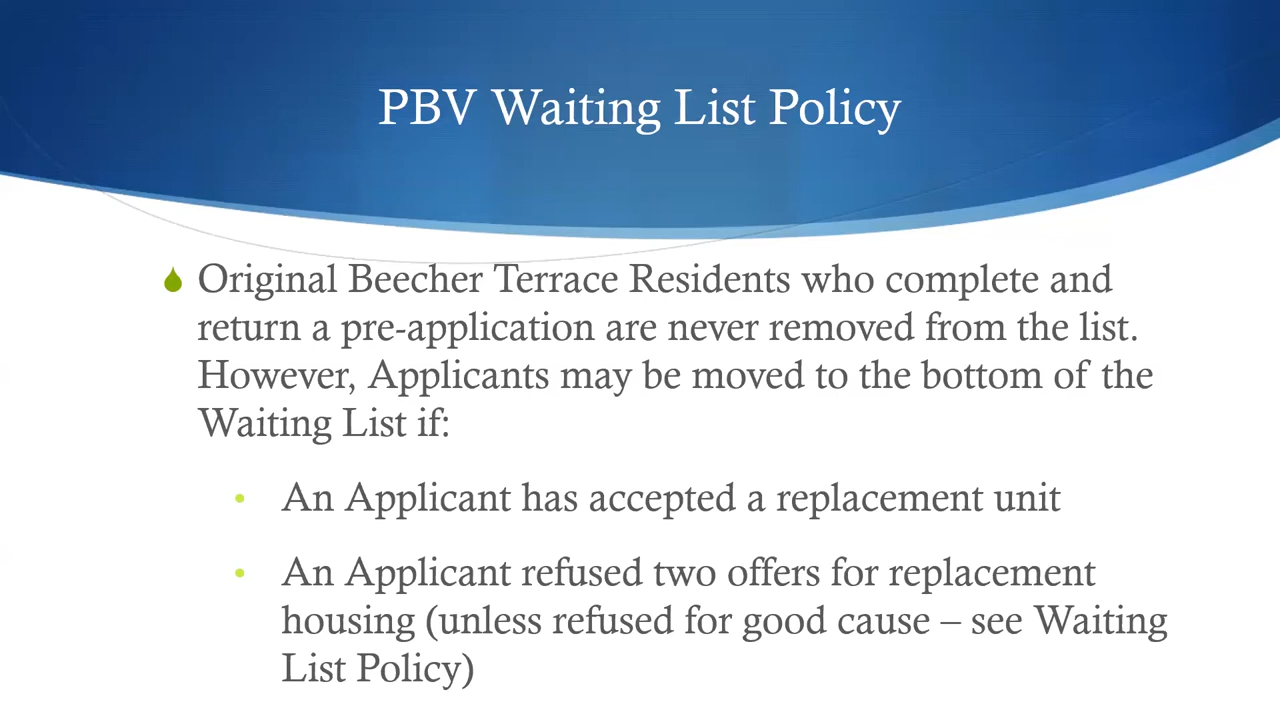 PBV Waiting List Policy
Original Beecher Terrace Residents who complete and
return a pre-application are never removed from the list.
However, Applicants may be moved to the bottom of the
Waiting List if:
• An Applicant has accepted a replacement unit
• An Applicant refused two offers for replacement
housing (unless refused for good cause – see Waiting
List Policy)